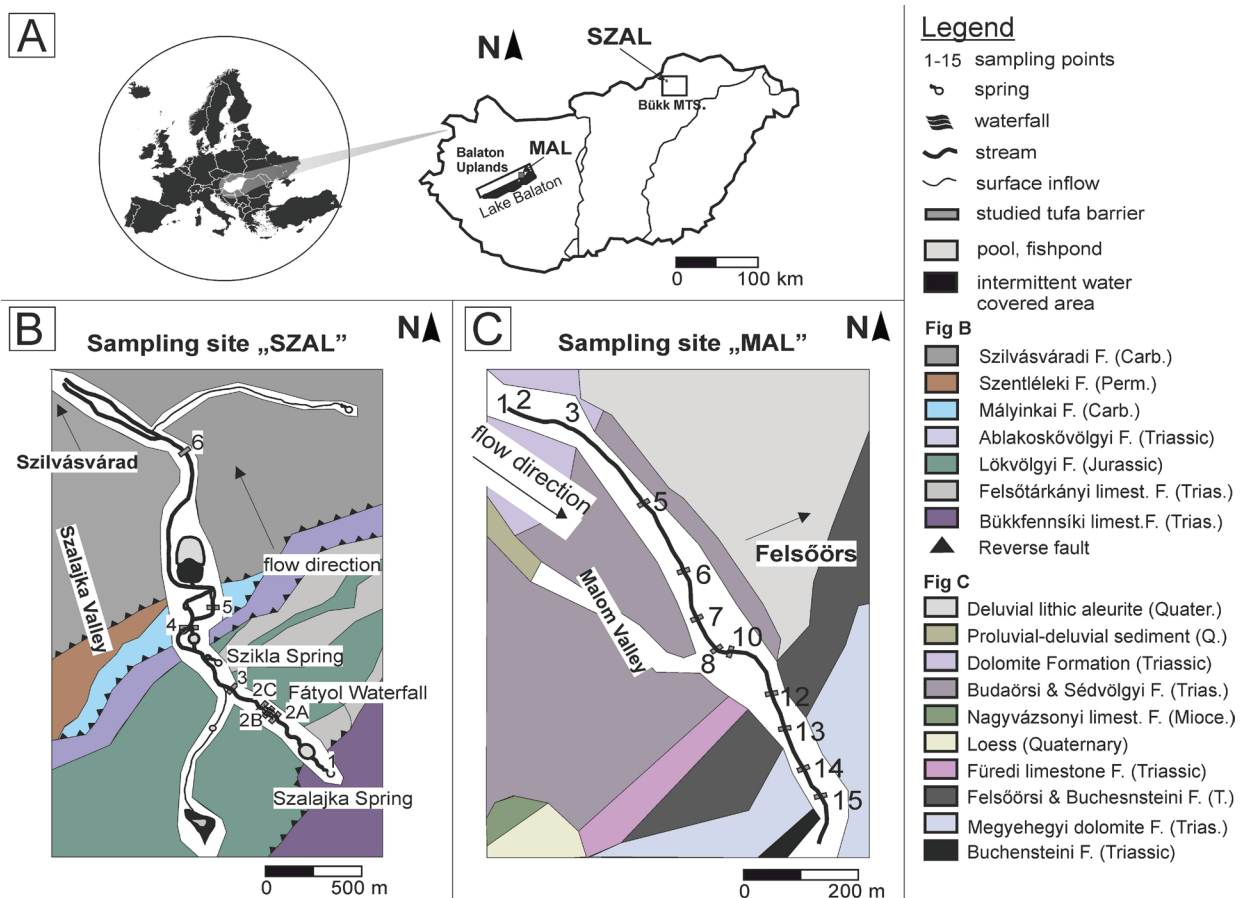 A
N
SZAL
Bükk MTS.
MAL
Balaton
Uplands
Lake Balaton
0 100 km
B
N
Sampling site „SZAL”
6
Szilvásvárad
Szalajka Valley
flow direction
5
4
Szikla Spring
3
2C
Fátyol Waterfall
2B
2A
1
Szalajka Spring
0 500 m
C
N
Sampling site „MAL”
1 2 3
flow direction
5
Felsőörs
6
Malom Valley
7
8
10
12
13
14
15
0 200 m
Legend
1-15 sampling points
spring
waterfall
stream
surface inflow
studied tufa barrier
pool, fishpond
intermittent water
covered area
Fig B
Szilvásváradi F. (Carb.)
Szentléleki F. (Perm.)
Mályinkai F. (Carb.)
Ablakoskővölgyi F. (Triassic)
Lökvölgyi F. (Jurassic)
Felsőtárkányi limest. F. (Trias.)
Bükkfennsíki limest.F. (Trias.)
Reverse fault
Fig C
Deluvial lithic aleurite (Quater.)
Proluvial-deluvial sediment (Q.)
Dolomite Formation (Triassic)
Budaörsi & Sédvölgyi F. (Trias.)
Nagyvázsonyi limest. F. (Mioce.)
Loess (Quaternary)
Füredi limestone F. (Triassic)
Felsőörsi & Buchesnsteini F. (T.)
Megyehegyi dolomite F. (Trias.)
Buchensteini F. (Triassic)